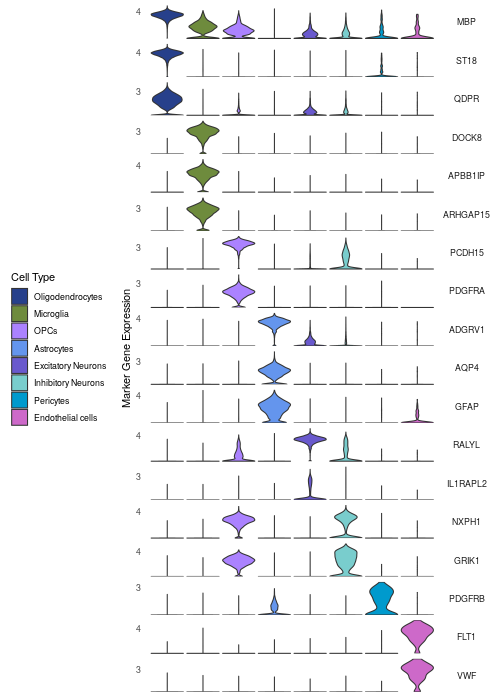 4 MBP
4 ST18
3 QDPR
3 DOCK8
4 APBB1IP
3 ARHGAP15
3 PCDH15
3 PDGFRA
4 ADGRV1
3 AQP4
4 GFAP
4 RALYL
3 IL1RAPL2
4 NXPH1
4 GRIK1
3 PDGFRB
4 FLT1
3 VWF
Marker Gene Expression
Cell Type
Oligodendrocytes
Microglia
OPCs
Astrocytes
Excitatory Neurons
Inhibitory Neurons
Pericytes
Endothelial cells